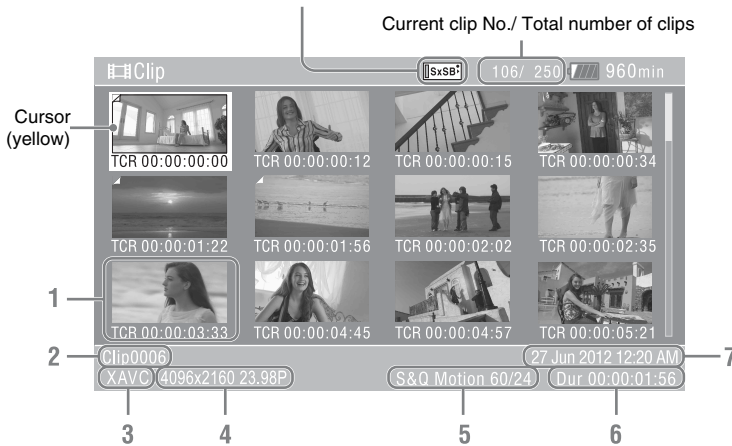 Current clip No./ Total number of clips
Clip SxSB 106/ 250 960min
Cursor
(yellow)
TCR 00:00:00:00 TCR 00:00:00:12 TCR 00:00:00:15 TCR 00:00:00:34
TCR 00:00:01:22 TCR 00:00:01:56 TCR 00:00:02:02 TCR 00:00:02:35
1
TCR 00:00:03:33 TCR 00:00:04:45 TCR 00:00:04:57 TCR 00:00:05:21
2 Clip0006 27 Jun 2012 12:20 AM 7
XAVC 4096x2160 23.98P S&Q Motion 60/24 Dur 00:00:01:56
3 4 5 6